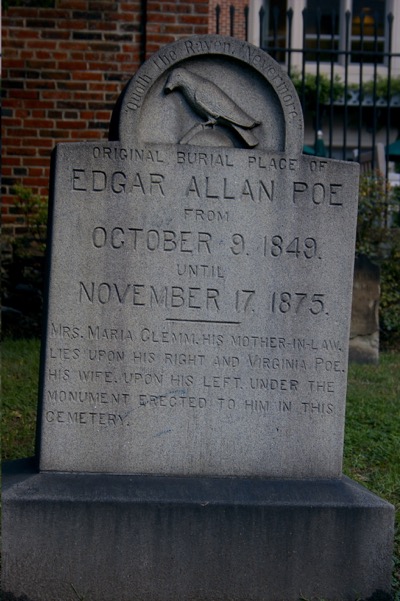 "Quoth the Raven, Nevermore."
ORIGINAL BURIAL PLACE OF
EDGAR ALLAN POE
FROM
OCTOBER 9. 1849.
UNTIL
NOVEMBER 17. 1875.
MRS. MARIA CLEMM, HIS MOTHER-IN-LAW,
LIES UPON HIS RIGHT AND VIRGINIA POE,
HIS WIFE, UPON HIS LEFT, UNDER THE
MONUMENT ERECTED TO HIM IN THIS
CEMETERY.